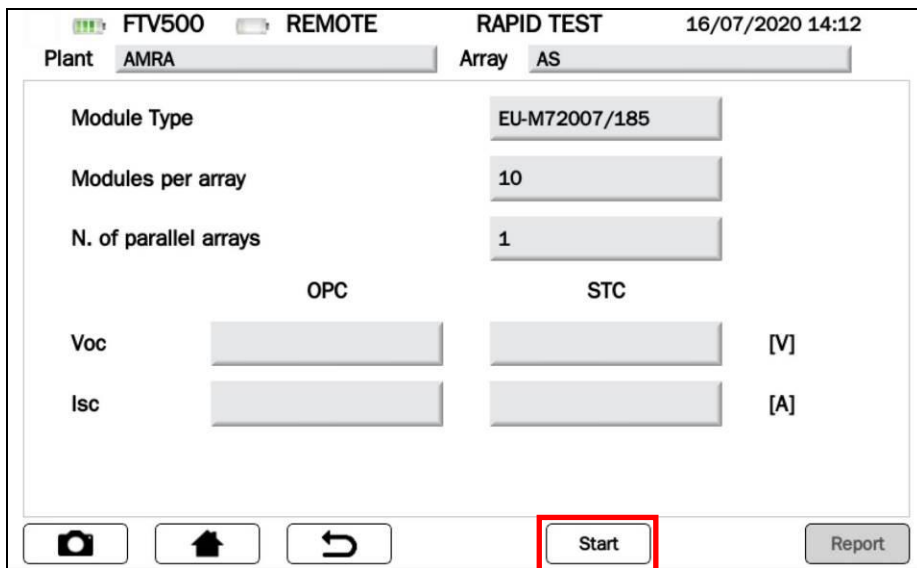 FTV500 REMOTE RAPID TEST 16/07/2020 14:12
Plant AMRA Array AS
Module Type EU-M72007/185
Modules per array 10
N. of parallel arrays 1
OPC STC
Voc [V]
Isc [A]
Start Report